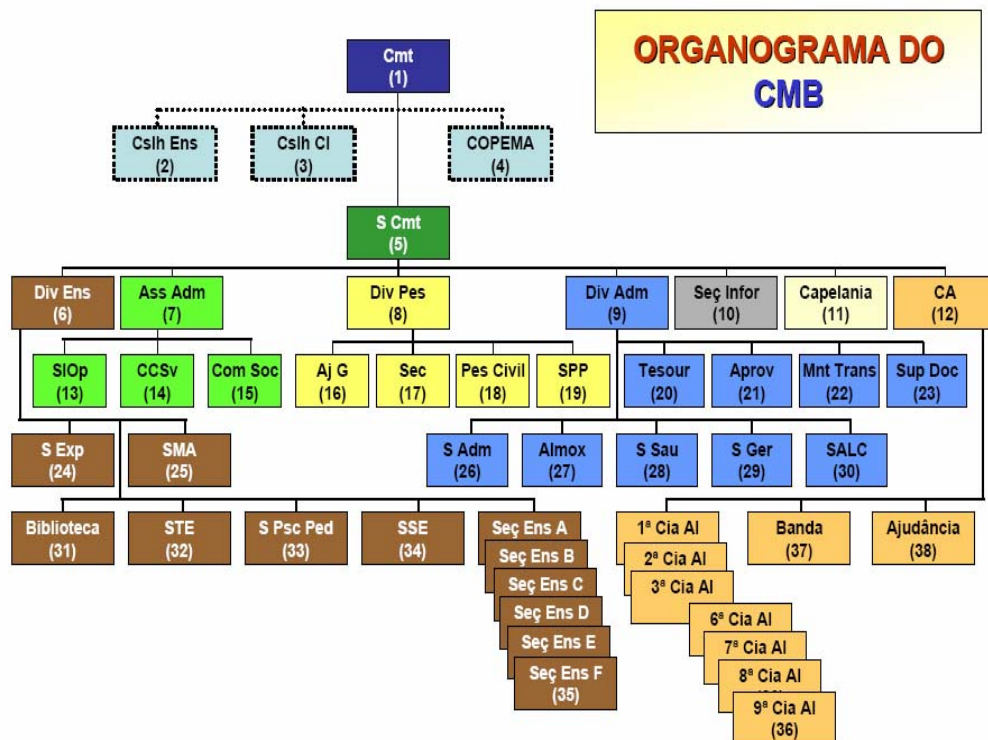 ORGANOGRAMA DO
CMB
Cmt
(1)
Cslh Ens
(2)
Cslh Cl
(3)
COPEMA
(4)
S Cmt
(5)
Div Ens
(6)
Ass Adm
(7)
Div Pes
(8)
Div Adm
(9)
Seç Infor
(10)
Capelania
(11)
CA
(12)
SIOp
(13)
CCSv
(14)
Com Soc
(15)
Aj G
(16)
Sec
(17)
Pes Civil
(18)
SPP
(19)
Tesour
(20)
Aprov
(21)
Mnt Trans
(22)
Sup Doc
(23)
S Exp
(24)
SMA
(25)
S Adm
(26)
Almox
(27)
S Sau
(28)
S Ger
(29)
SALC
(30)
Biblioteca
(31)
STE
(32)
S Psc Ped
(33)
SSE
(34)
Seç Ens A
Seç Ens B
Seç Ens C
Seç Ens D
Seç Ens E
Seç Ens F
(35)
1ª Cia Al
2ª Cia Al
3ª Cia Al
6ª Cia Al
7ª Cia Al
8ª Cia Al
9ª Cia Al
(36)
Banda
(37)
Ajudância
(38)